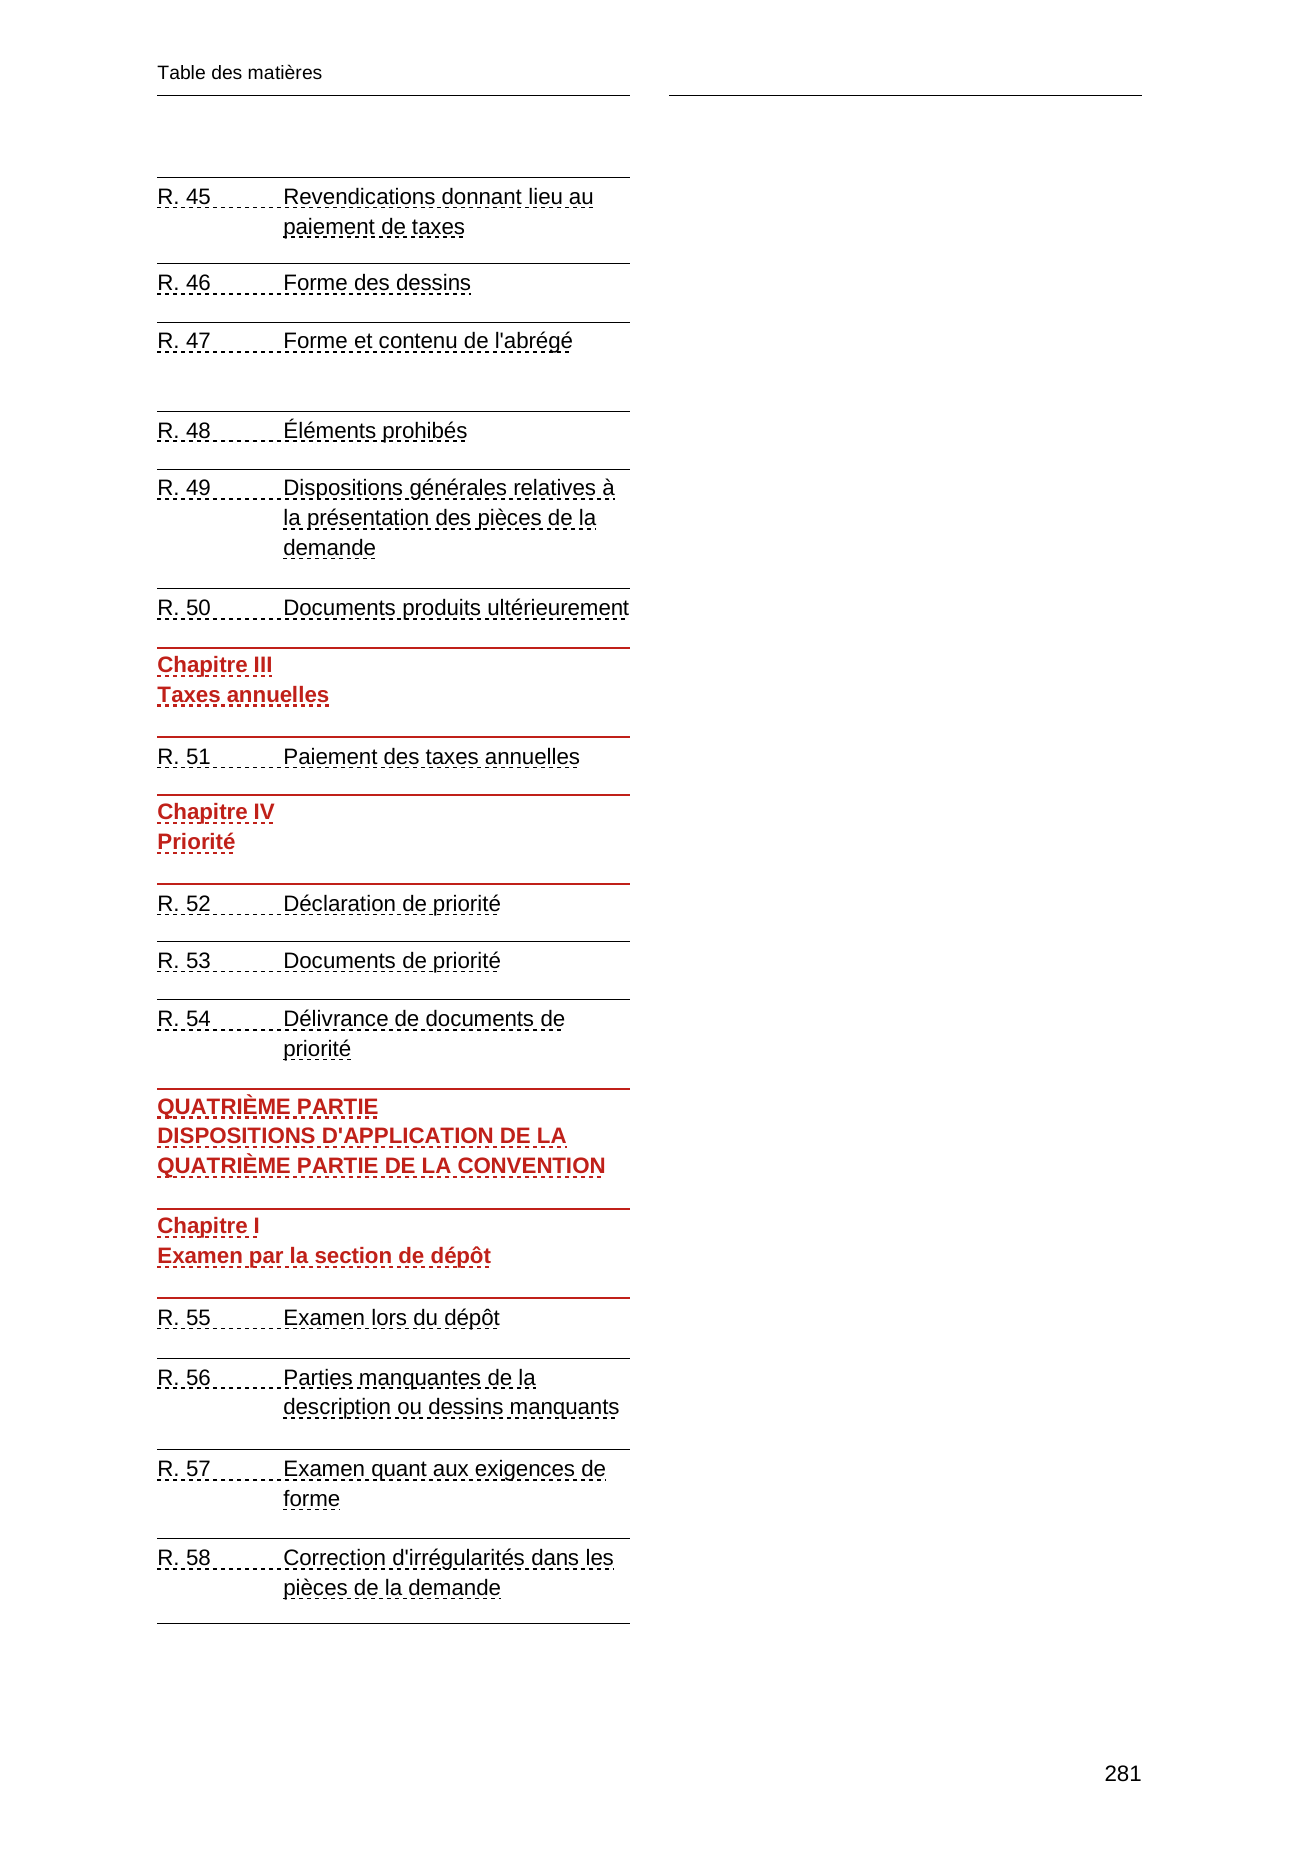 Table des matières
R. 45 Revendications donnant lieu au
paiement de taxes
R. 46 Forme des dessins
R. 47 Forme et contenu de l'abrégé
R. 48 Éléments prohibés
R. 49 Dispositions générales relatives à
la présentation des pièces de la
demande
R. 50 Documents produits ultérieurement
Chapitre III
Taxes annuelles
R. 51 Paiement des taxes annuelles
Chapitre IV
Priorité
R. 52 Déclaration de priorité
R. 53 Documents de priorité
R. 54 Délivrance de documents de
priorité
QUATRIÈME PARTIE
DISPOSITIONS D'APPLICATION DE LA
QUATRIÈME PARTIE DE LA CONVENTION
Chapitre I
Examen par la section de dépôt
R. 55 Examen lors du dépôt
R. 56 Parties manquantes de la
description ou dessins manquants
R. 57 Examen quant aux exigences de
forme
R. 58 Correction d'irrégularités dans les
pièces de la demande
281